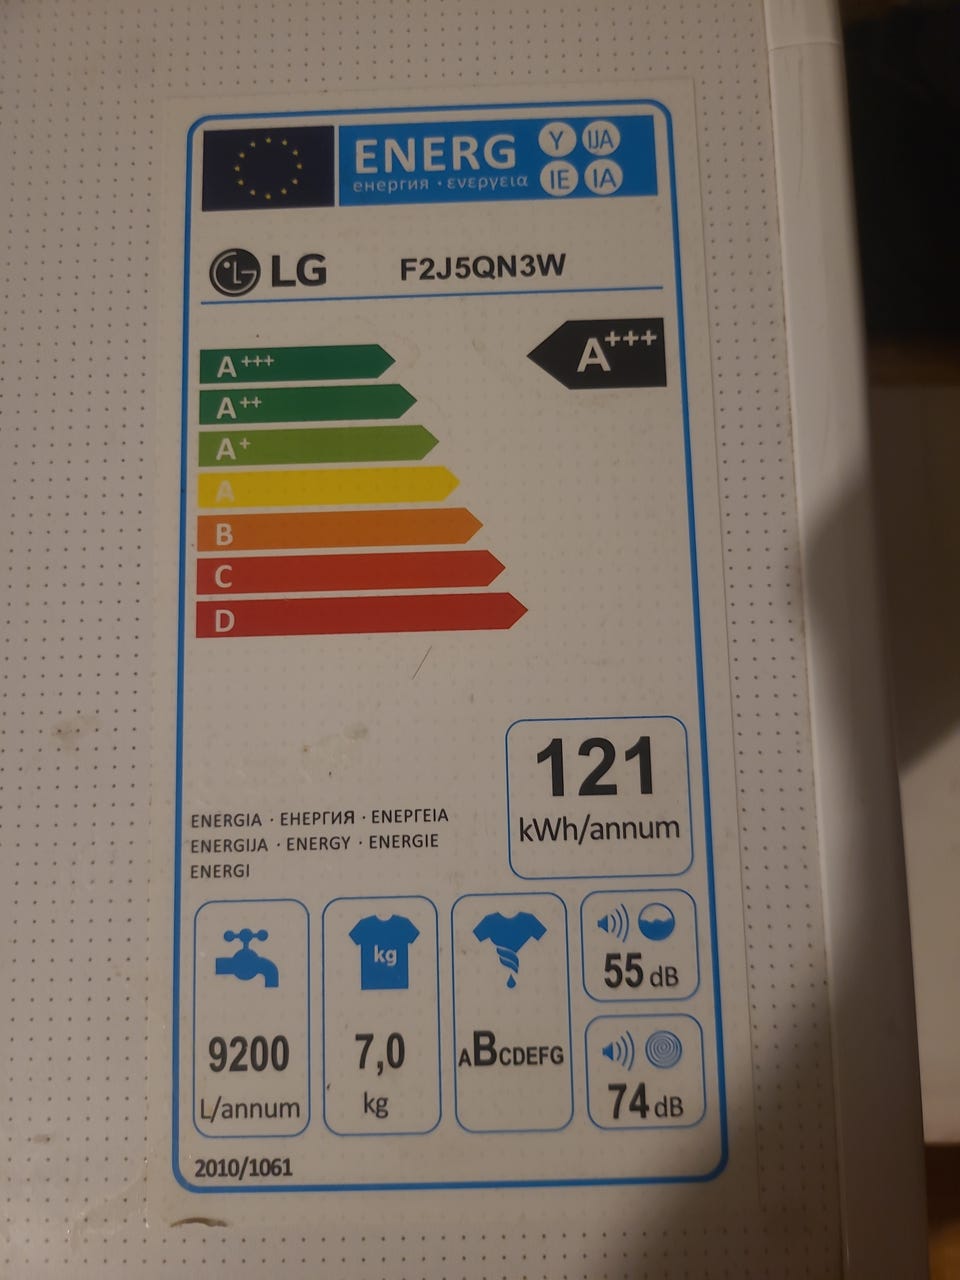 ENERG Y IJA
енергия · ενεργεια IE IA
LG F2J5QN3W
A+++
A+++
A++
A+
A
B
C
D
121
kWh/annum
ENERGIA · ЕНЕРГИЯ · ΕΝΕΡΓΕΙΑ
ENERGIJA · ENERGY · ENERGIE
ENERGI
9200
L/annum
kg
7,0
kg
ABCDEFG
55 dB
74 dB
2010/1061